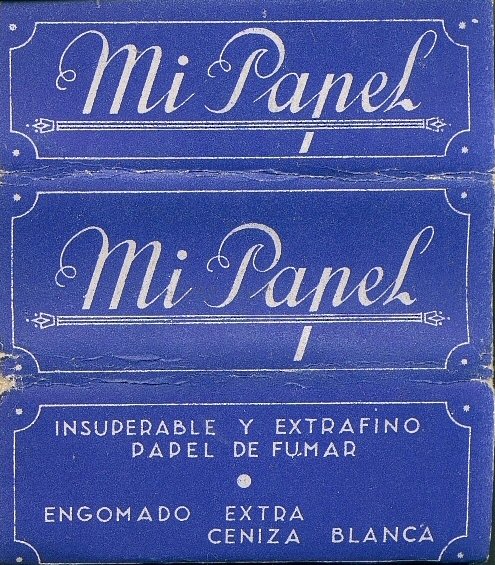 Mi Papel
Mi Papel
INSUPERABLE Y EXTRAFINO
PAPEL DE FUMAR
ENGOMADO EXTRA
CENIZA BLANCA